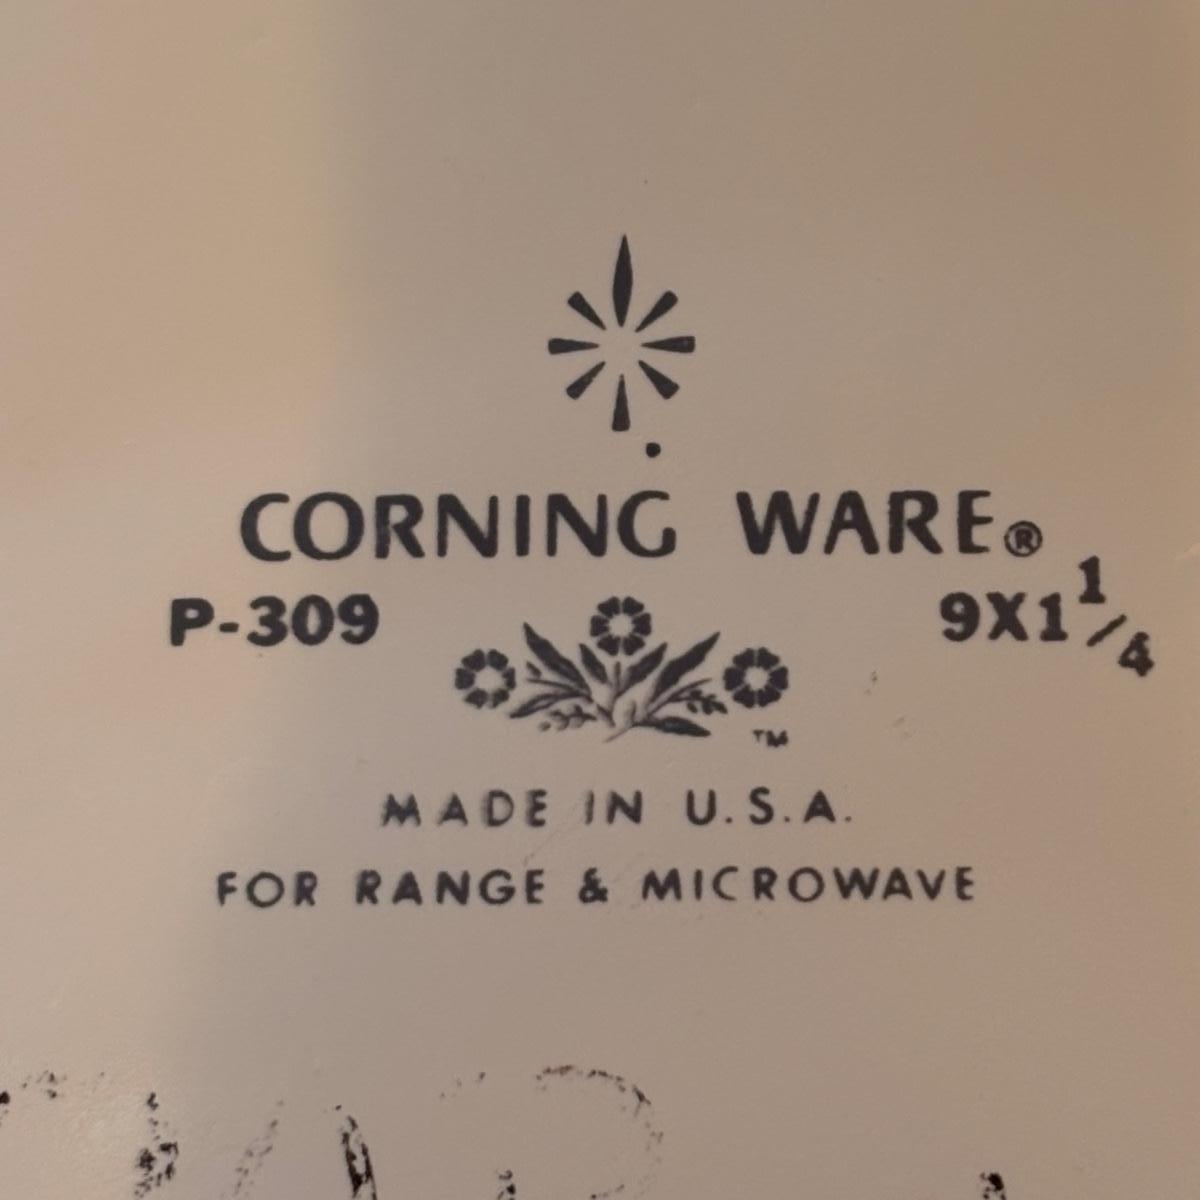 CORNING WARE®
P-309 9X1 1/4
TM
MADE IN U.S.A.
FOR RANGE & MICROWAVE